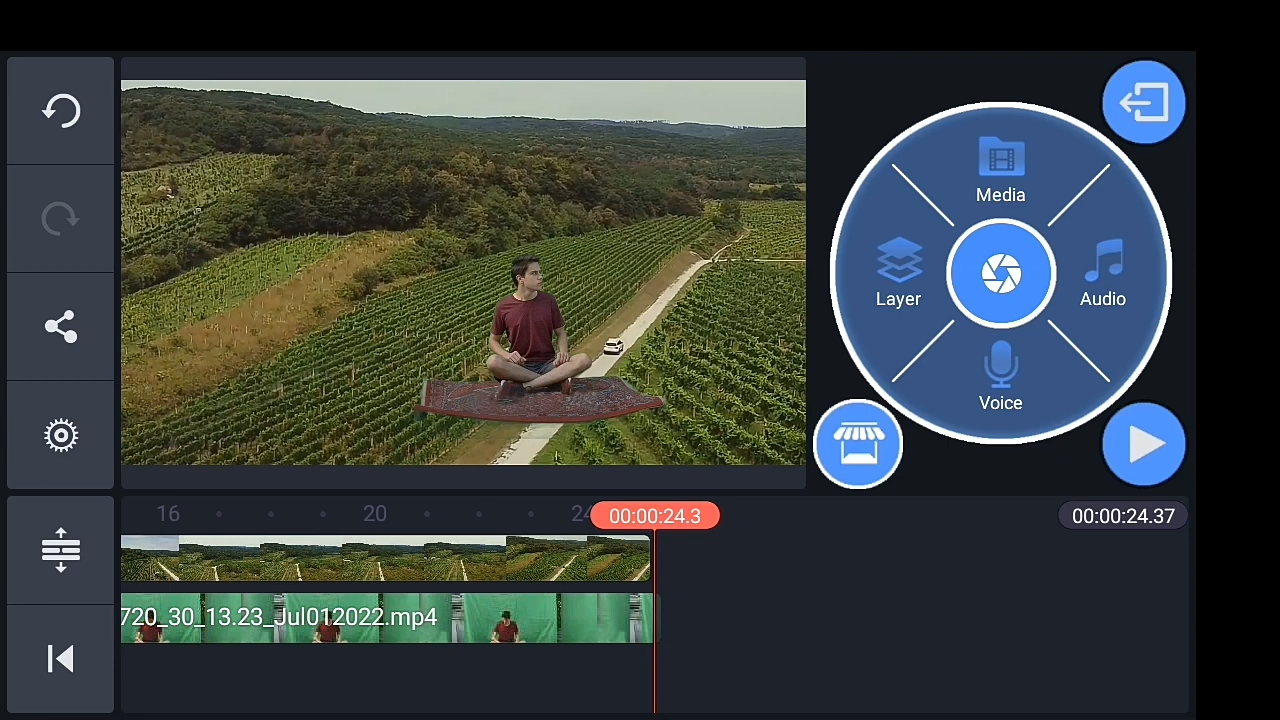 Media
Layer
Audio
Voice
16
20
24
00:00:24.3
00:00:24.37
720_30_13.23_Jul012022.mp4